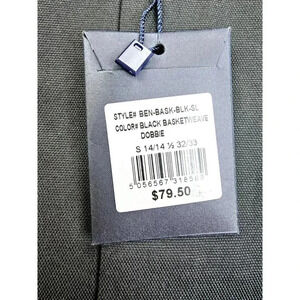 STYLE# BEN-BASK-BLK-SL
COLOR# BLACK BASKETWEAVE
DOBBIE
S 14/14 ½ 32/33
5 056567 31858
$79.50